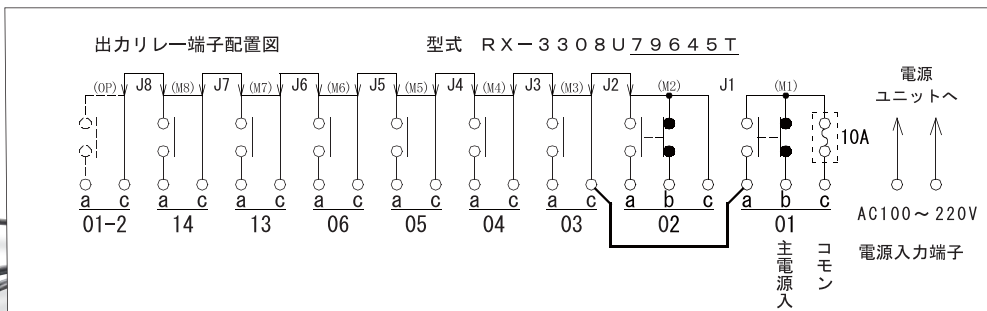 出力リレー端子配置図
型式 RX-3308U79645T
(OP) J8 (M8) J7 (M7) J6 (M6) J5 (M5) J4 (M4) J3 (M3) J2 (M2) J1 (M1)
電源
ユニットへ
10A
a c a c a c a c a c a c a c a b c a b c
01-2 14 13 06 05 04 03 02 01
AC100～220V
電源入力端子
主電源入
コモン